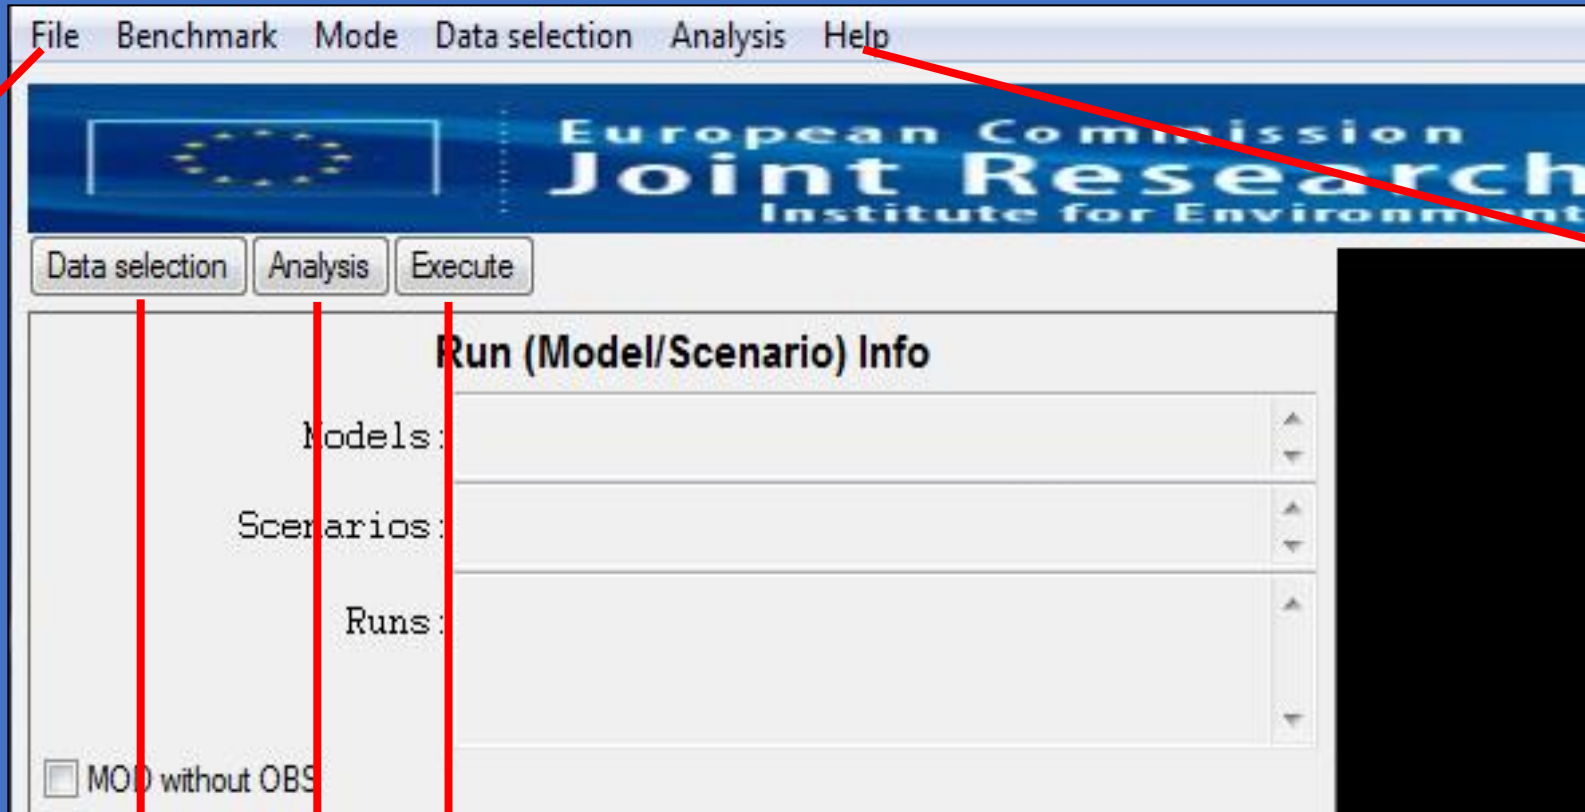 File Benchmark Mode Data selection Analysis Help
European Commission
Joint Research
Institute for Environment
Data selection Analysis Execute
Run (Model/Scenario) Info
Models:
Scenarios:
Runs:
MOD without OBS